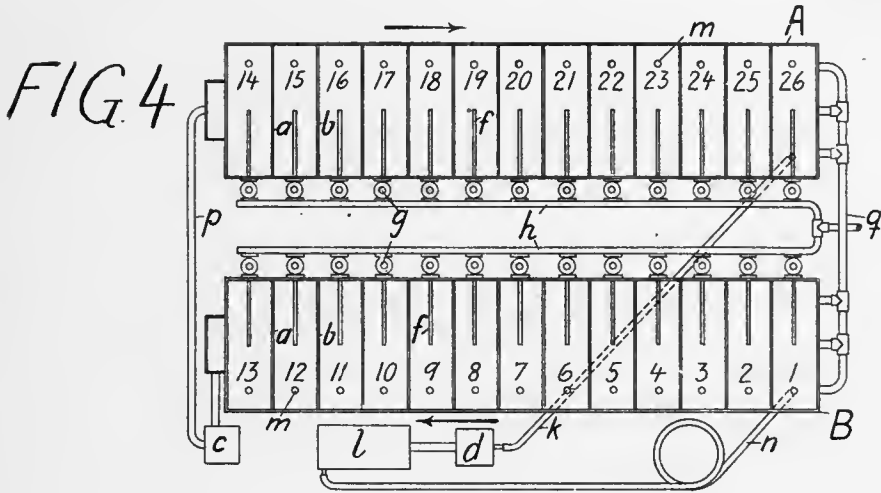 FIG. 4
m A
14 15 16 17 18 19 20 21 22 23 24 25 26
a b f
p g h q
g h
a b f
13 12 11 10 9 8 7 6 5 4 3 2 1
m B
c l d k n